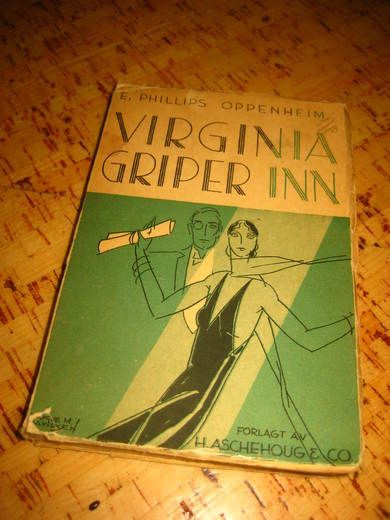 E. PHILLIPS OPPENHEIM
VIRGINIA
GRIPER INN
FORLAGT AV
H. ASCHEHOUG & CO.